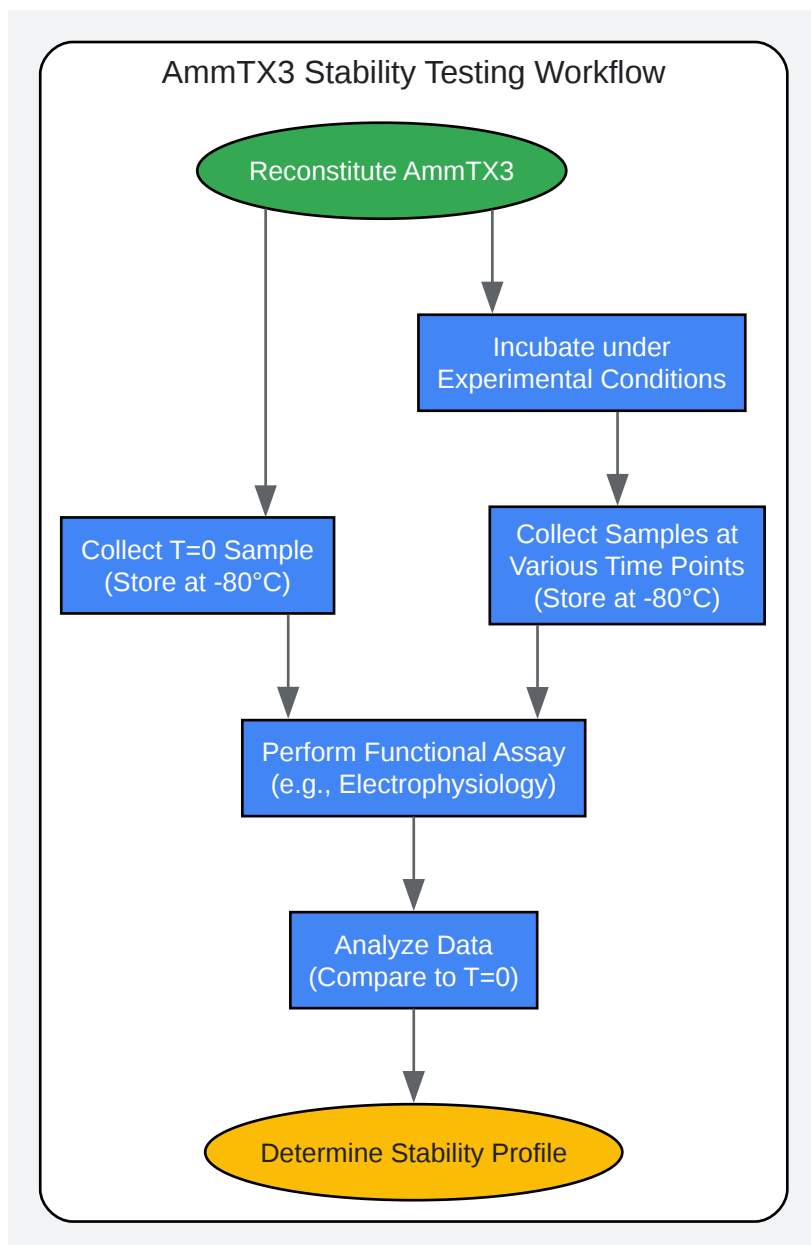 AmmTX3 Stability Testing Workflow
Reconstitute AmmTX3
Incubate under
Experimental Conditions
Collect T=0 Sample
(Store at -80°C)
Collect Samples at
Various Time Points
(Store at -80°C)
Perform Functional Assay
(e.g., Electrophysiology)
Analyze Data
(Compare to T=0)
Determine Stability Profile